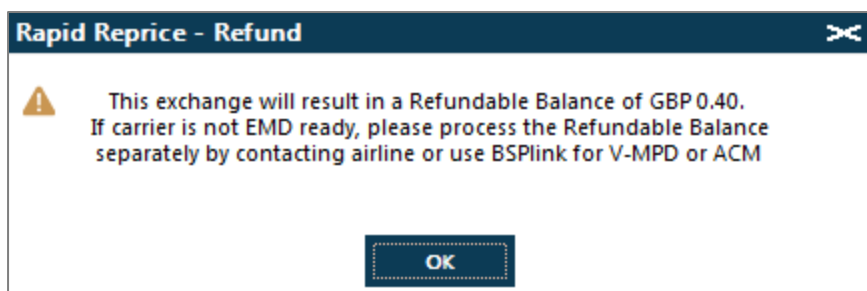 Rapid Reprice - Refund
This exchange will result in a Refundable Balance of GBP 0.40.
If carrier is not EMD ready, please process the Refundable Balance
separately by contacting airline or use BSPlink for V-MPD or ACM
OK